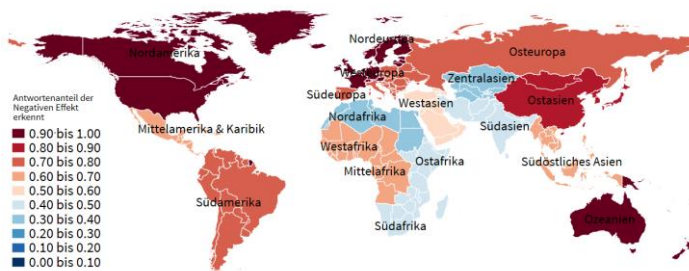 Nordeuropa
Nordamerika
Osteuropa
Westeuropa
Zentralasien
Antwortenanteil der
Negativen Effekt
erkennt
Südeuropa
Westasien
Ostasien
0.90 bis 1.00
Nordafrika
0.80 bis 0.90
Mittelamerika & Karibik
Südasien
0.70 bis 0.80
Westafrika
0.60 bis 0.70
Ostafrika
Südöstliches Asien
0.50 bis 0.60
Mittelafrika
0.40 bis 0.50
Südamerika
0.30 bis 0.40
Ozeanien
0.20 bis 0.30
Südafrika
0.10 bis 0.20
0.00 bis 0.10